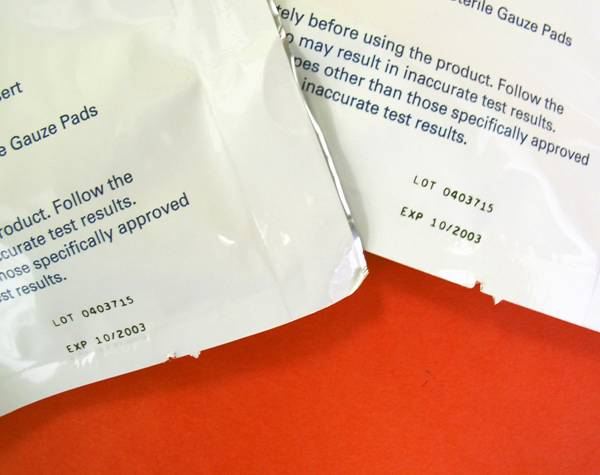 sert
Gauze Pads
roduct. Follow the
ccurate test results.
hose specifically approved
st results.
LOT 0403715
EXP 10/2003
Sterile Gauze Pads
tely before using the product. Follow the
o may result in inaccurate test results.
pes other than those specifically approved
inaccurate test results.
LOT 0403715
EXP 10/2003